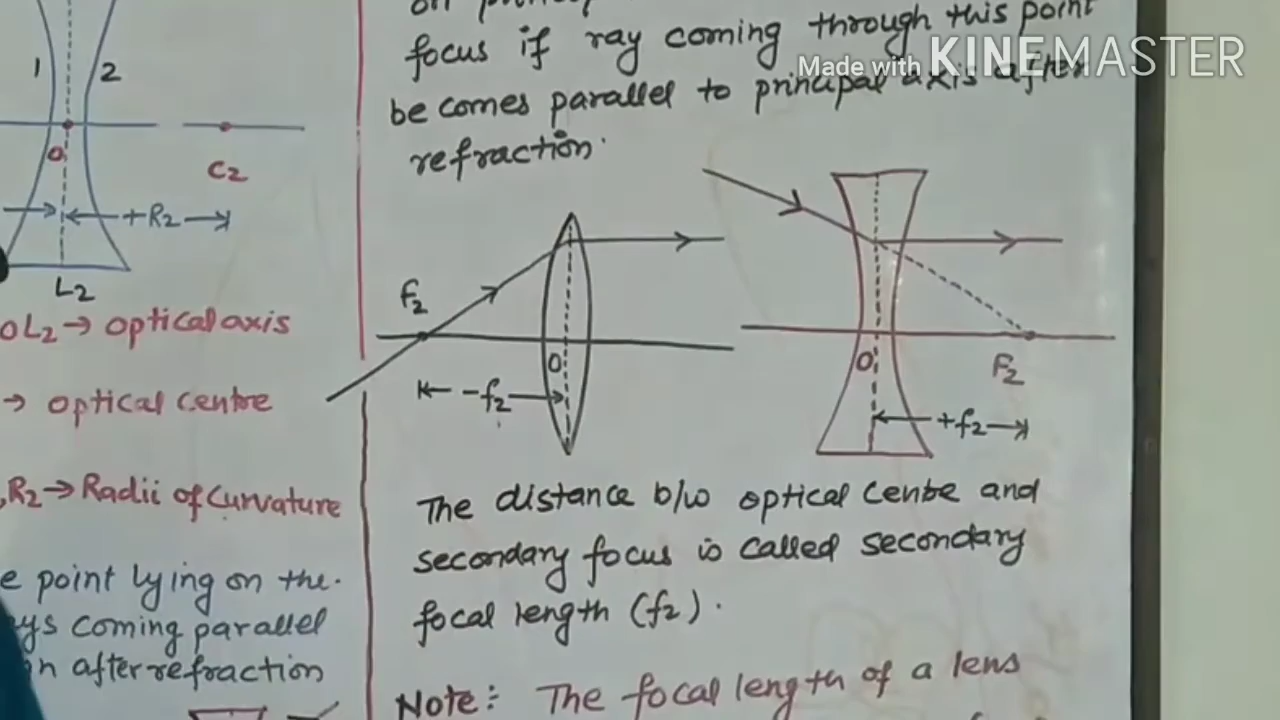 1
2
O
C2
+R2
L2
OL2→ optical axis
→ optical centre
,R2→ Radii of Curvature
e point lying on the.
ys coming parallel
n after refraction
on
focus if ray coming through this point
Made with KINEMASTER
becomes parallel to principal axis after
refraction.
F2
O
-f2
O
F2
+f2
The distance b/w optical centre and
secondary focus is called secondary
focal length (f2).
Note: The focal length of a lens